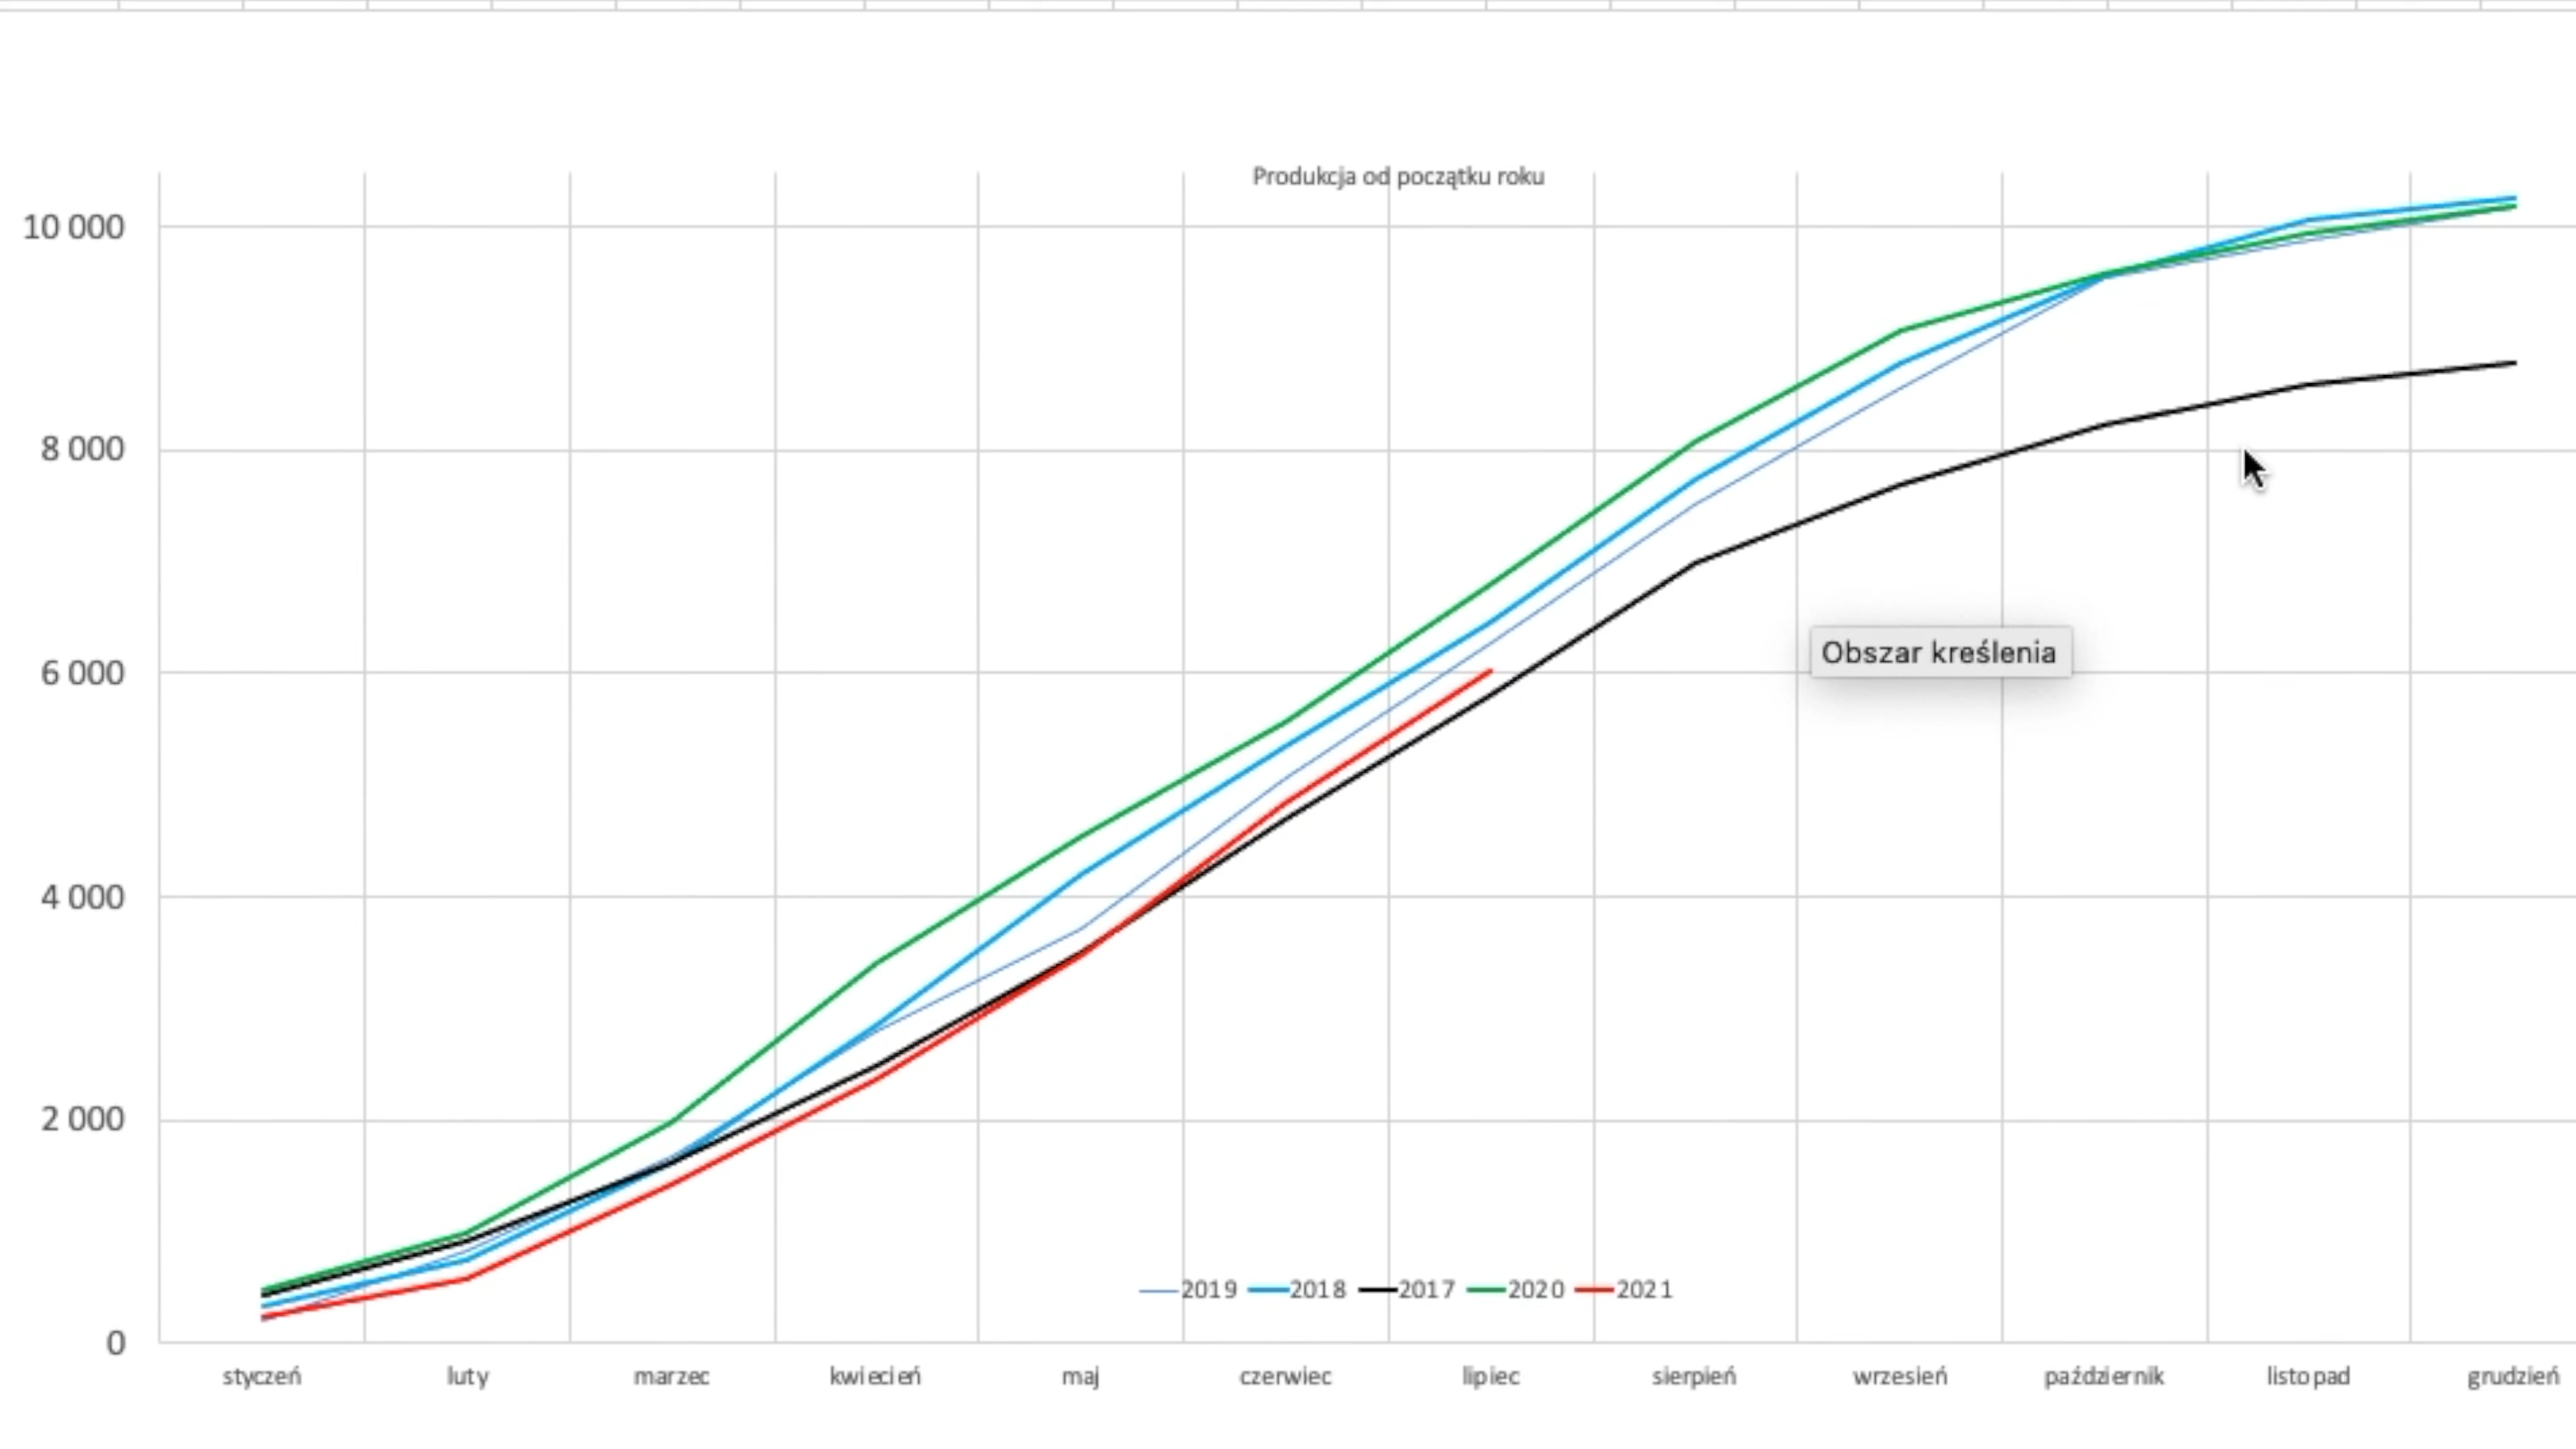 Produkcja od początku roku
10 000
8 000
6 000
4 000
2 000
0
Obszar kreślenia
2019 2018 2017 2020 2021
styczeń luty marzec kwiecień maj czerwiec lipiec sierpień wrzesień październik listopad grudzień